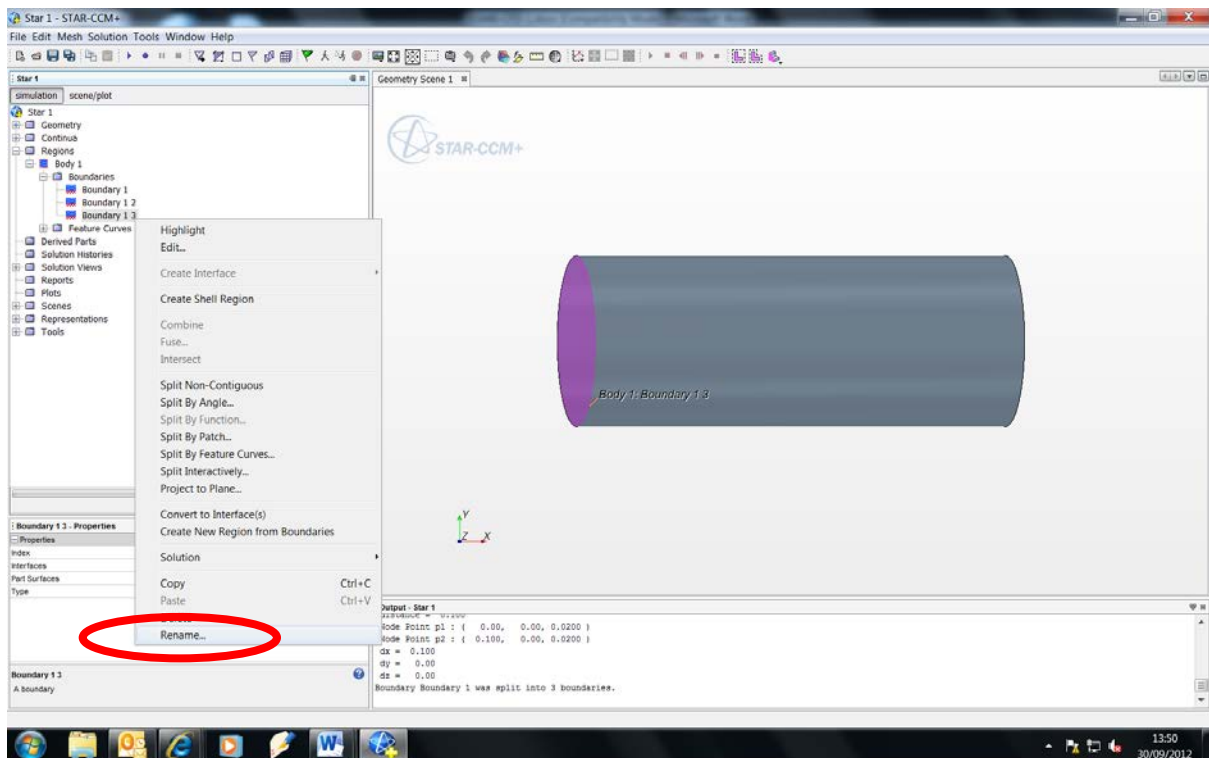 Star 1 - STAR-CCM+
File Edit Mesh Solution Tools Window Help
Star 1
simulation scene/plot
Star 1
Geometry
Continua
Regions
Body 1
Boundaries
Boundary 1
Boundary 1 2
Boundary 1 3
Feature Curves
Derived Parts
Solution Histories
Solution Views
Reports
Plots
Scenes
Representations
Tools
Highlight
Edit...
Create Interface
Create Shell Region
Combine
Fuse...
Intersect
Split Non-Contiguous
Split By Angle...
Split By Function...
Split By Patch...
Split By Feature Curves...
Split Interactively...
Project to Plane...
Convert to Interface(s)
Create New Region from Boundaries
Solution
Copy Ctrl+C
Paste Ctrl+V
Rename...
Boundary 1 3 - Properties
Properties
Index
Interfaces
Part Surfaces
Type
Boundary 1 3
A boundary
Geometry Scene 1
STAR-CCM+
Body 1: Boundary 1 3
Y
Z X
Output - Star 1
Node Point p1 : ( 0.00, 0.00, 0.0200 )
Node Point p2 : ( 0.100, 0.00, 0.0200 )
dx = 0.100
dy = 0.00
dz = 0.00
Boundary Boundary 1 was split into 3 boundaries.
13:50
30/09/2012